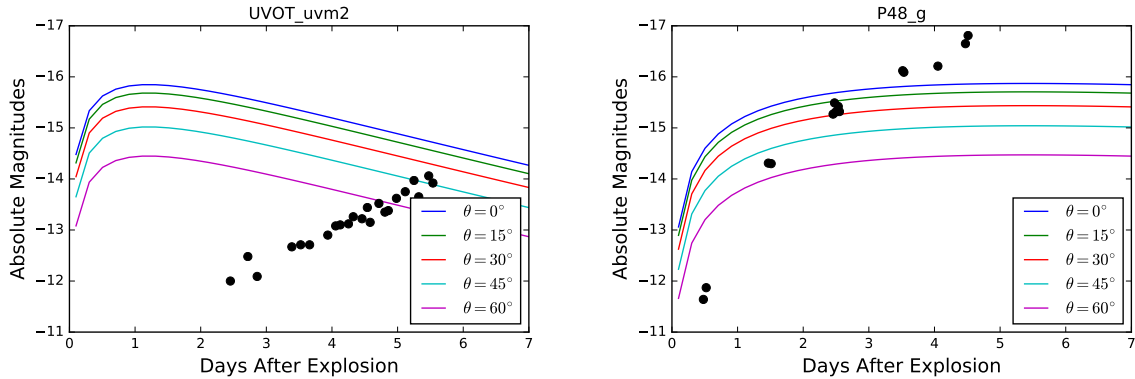 UVOT_uvm2
Absolute Magnitudes
−17
−16
−15
−14
−13
−12
−11
0 1 2 3 4 5 6 7
Days After Explosion
θ = 0°
θ = 15°
θ = 30°
θ = 45°
θ = 60°
P48_g
Absolute Magnitudes
−17
−16
−15
−14
−13
−12
−11
0 1 2 3 4 5 6 7
Days After Explosion
θ = 0°
θ = 15°
θ = 30°
θ = 45°
θ = 60°